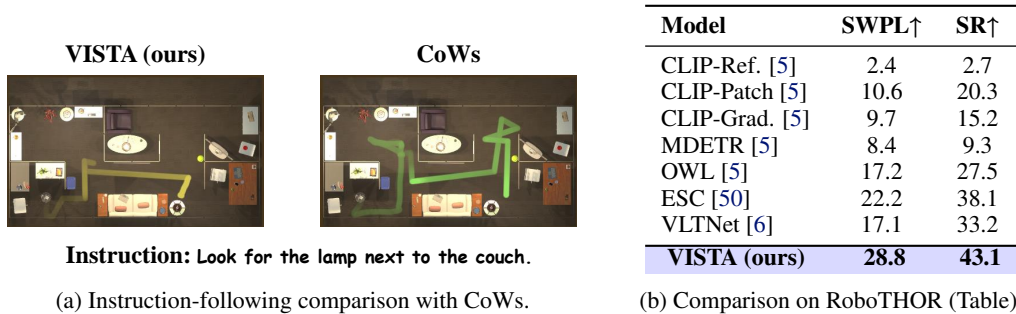 VISTA (ours) CoWs
Instruction: Look for the lamp next to the couch.
(a) Instruction-following comparison with CoWs.
Model SWPL↑ SR↑
CLIP-Ref. [5] 2.4 2.7
CLIP-Patch [5] 10.6 20.3
CLIP-Grad. [5] 9.7 15.2
MDETR [5] 8.4 9.3
OWL [5] 17.2 27.5
ESC [50] 22.2 38.1
VLTNet [6] 17.1 33.2
VISTA (ours) 28.8 43.1
(b) Comparison on RoboTHOR (Table)